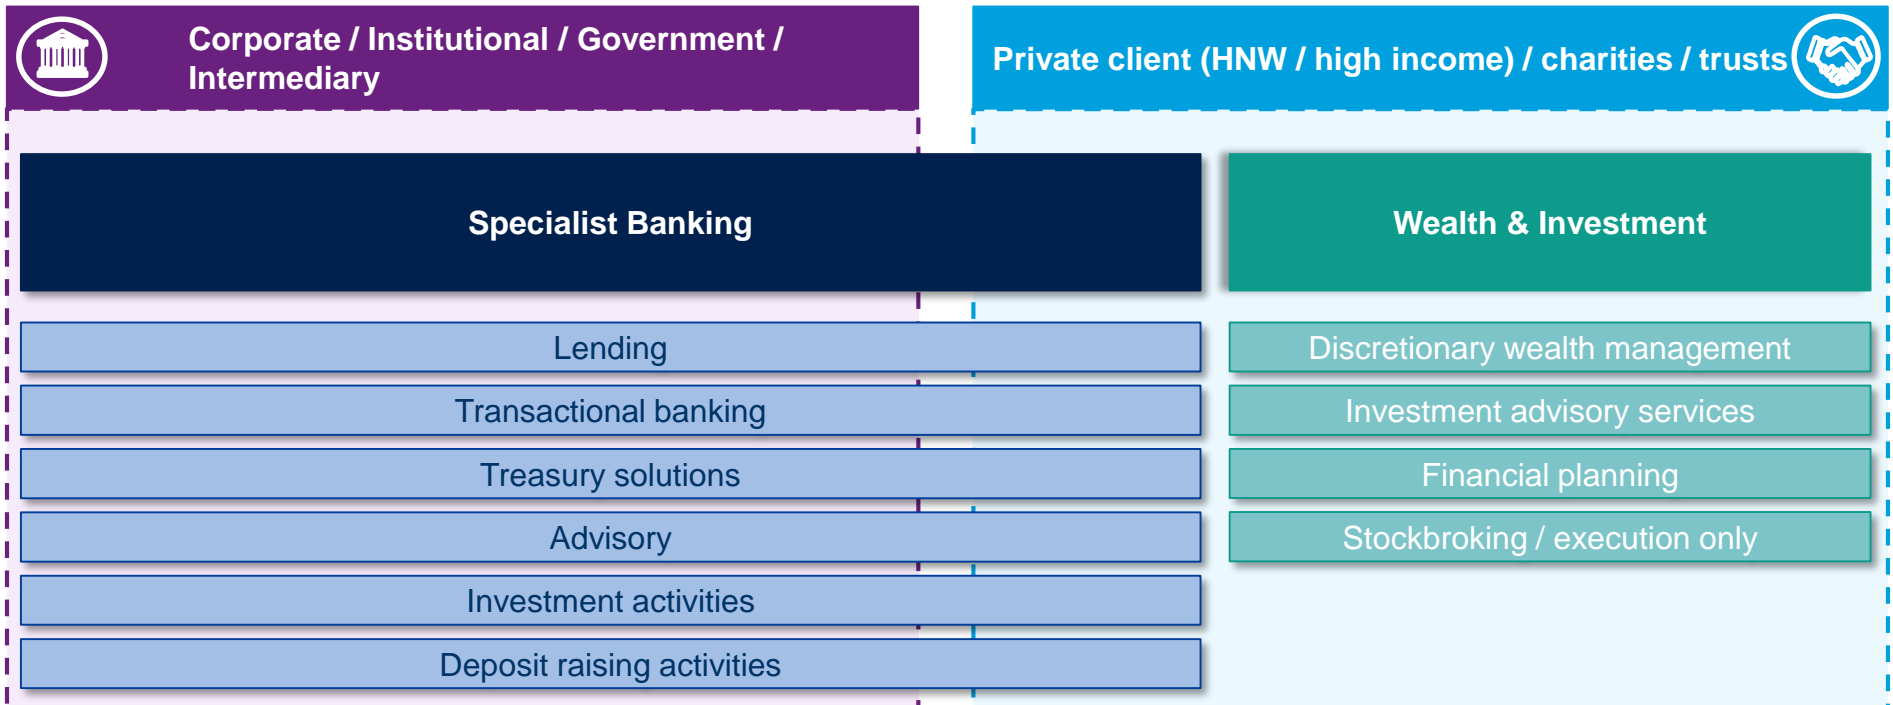 Corporate / Institutional / Government /
Intermediary
Private client (HNW / high income) / charities / trusts
Specialist Banking
Lending
Transactional banking
Treasury solutions
Advisory
Investment activities
Deposit raising activities
Wealth & Investment
Discretionary wealth management
Investment advisory services
Financial planning
Stockbroking / execution only